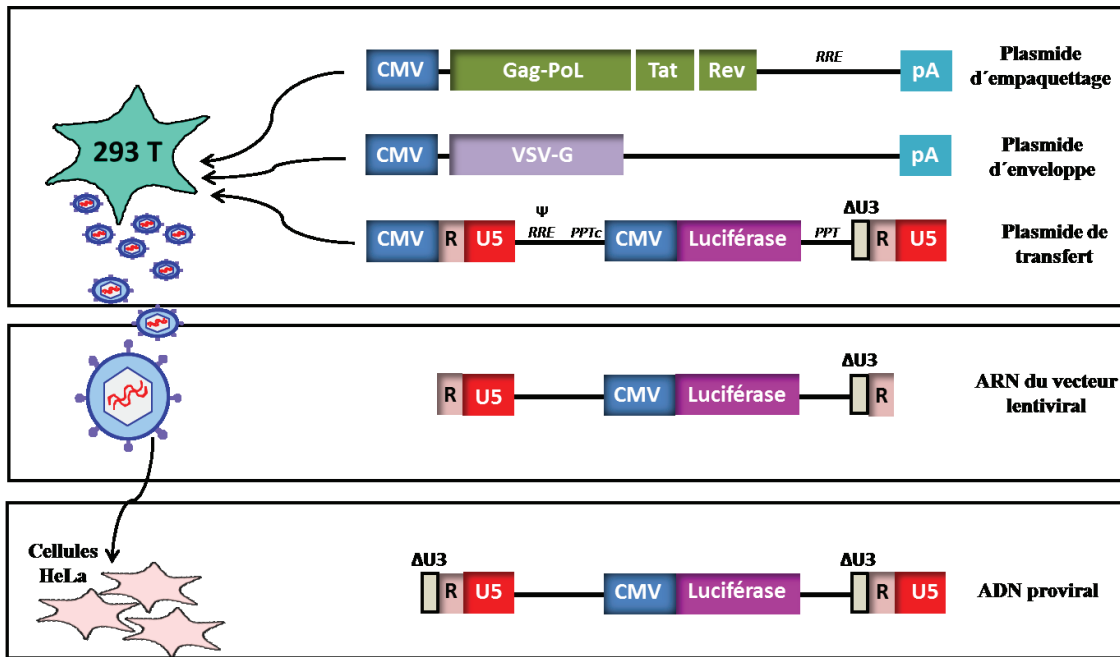 CMV Gag-PoL Tat Rev RRE pA
Plasmide
d´empaquettage
293 T
CMV VSV-G pA
Plasmide
d´enveloppe
Ψ ΔU3
CMV R U5 RRE PPTc CMV Luciférase PPT R U5
Plasmide de
transfert
ΔU3
R U5 CMV Luciférase R
ARN du vecteur
lentiviral
Cellules
HeLa
ΔU3 ΔU3
R U5 CMV Luciférase R U5
ADN proviral